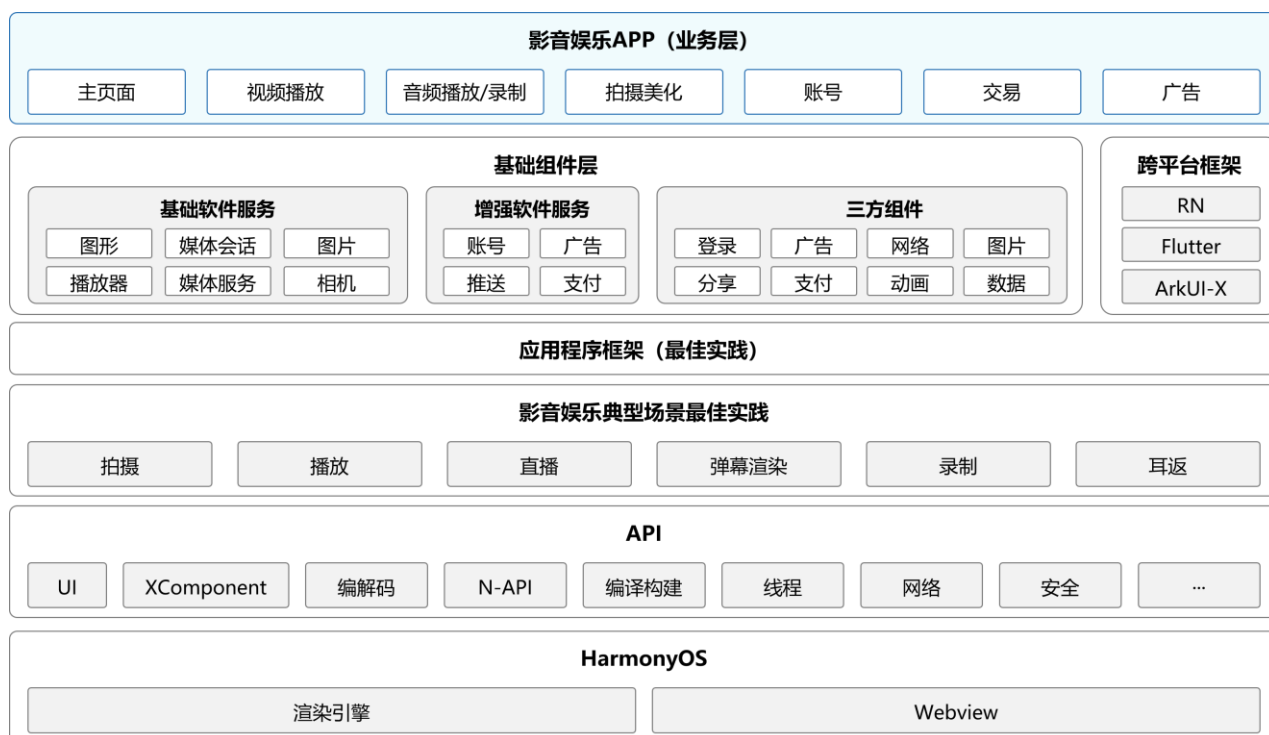 影音娱乐APP（业务层）
主页面 视频播放 音频播放/录制 拍摄美化 账号 交易 广告
基础组件层
基础软件服务
图形 媒体会话 图片
播放器 媒体服务 相机
增强软件服务
账号 广告
推送 支付
三方组件
登录 广告 网络 图片
分享 支付 动画 数据
跨平台框架
RN
Flutter
ArkUI-X
应用程序框架（最佳实践）
影音娱乐典型场景最佳实践
拍摄 播放 直播 弹幕渲染 录制 耳返
API
UI XComponent 编解码 N-API 编译构建 线程 网络 安全 ...
HarmonyOS
渲染引擎 Webview